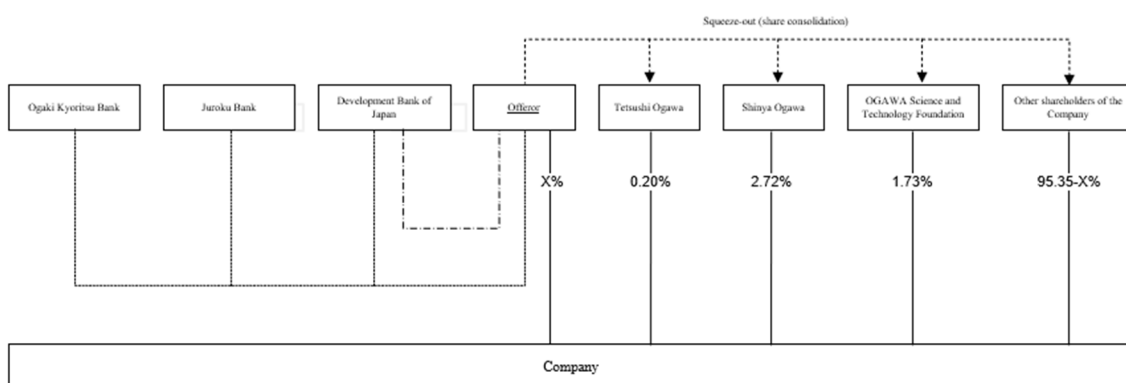 Squeeze-out (share consolidation)
Ogaki Kyoritsu Bank
Juroku Bank
Development Bank of
Japan
Offeror
Tetsushi Ogawa
Shinya Ogawa
OGAWA Science and
Technology Foundation
Other shareholders of the
Company
X%
0.20%
2.72%
1.73%
95.35-X%
Company